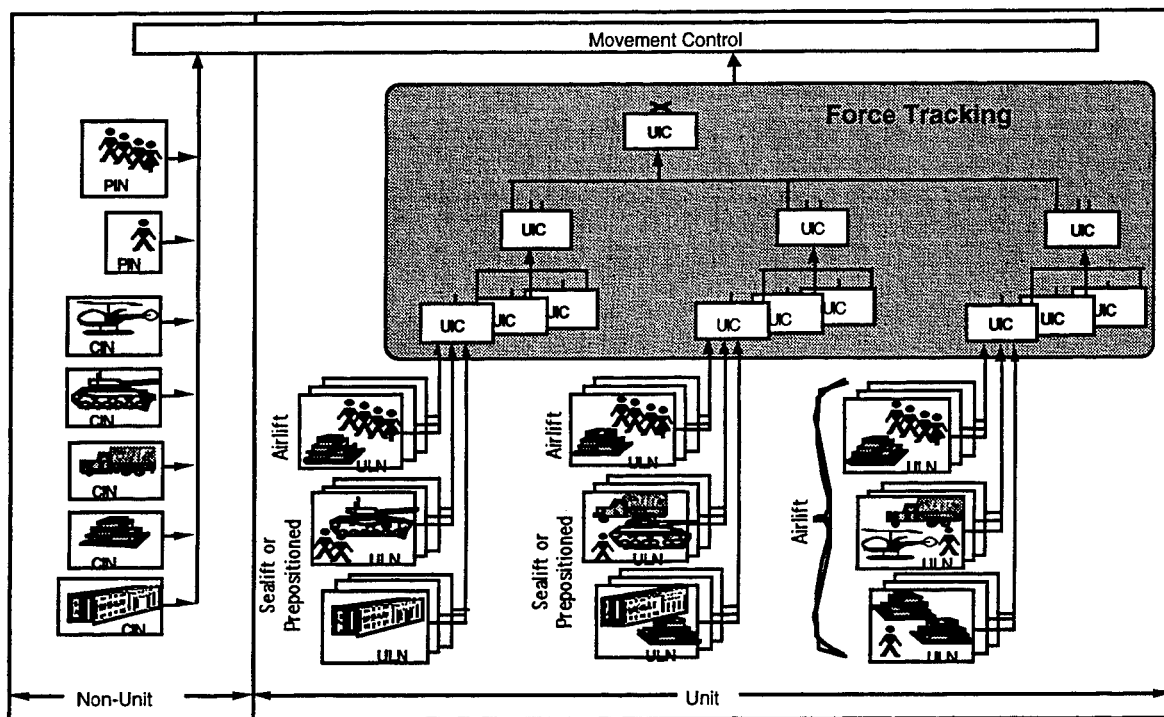 Movement Control
Force Tracking
UIC
UIC
UIC
UIC
UIC
UIC
UIC
UIC
UIC
UIC
UIC
UIC
UIC
PIN
PIN
CIN
CIN
CIN
CIN
CIN
Airlift
ULN
Sealift or
Prepositioned
ULN
ULN
Airlift
ULN
Sealift or
Prepositioned
ULN
ULN
Airlift
ULN
ULN
ULN
Non-Unit
Unit